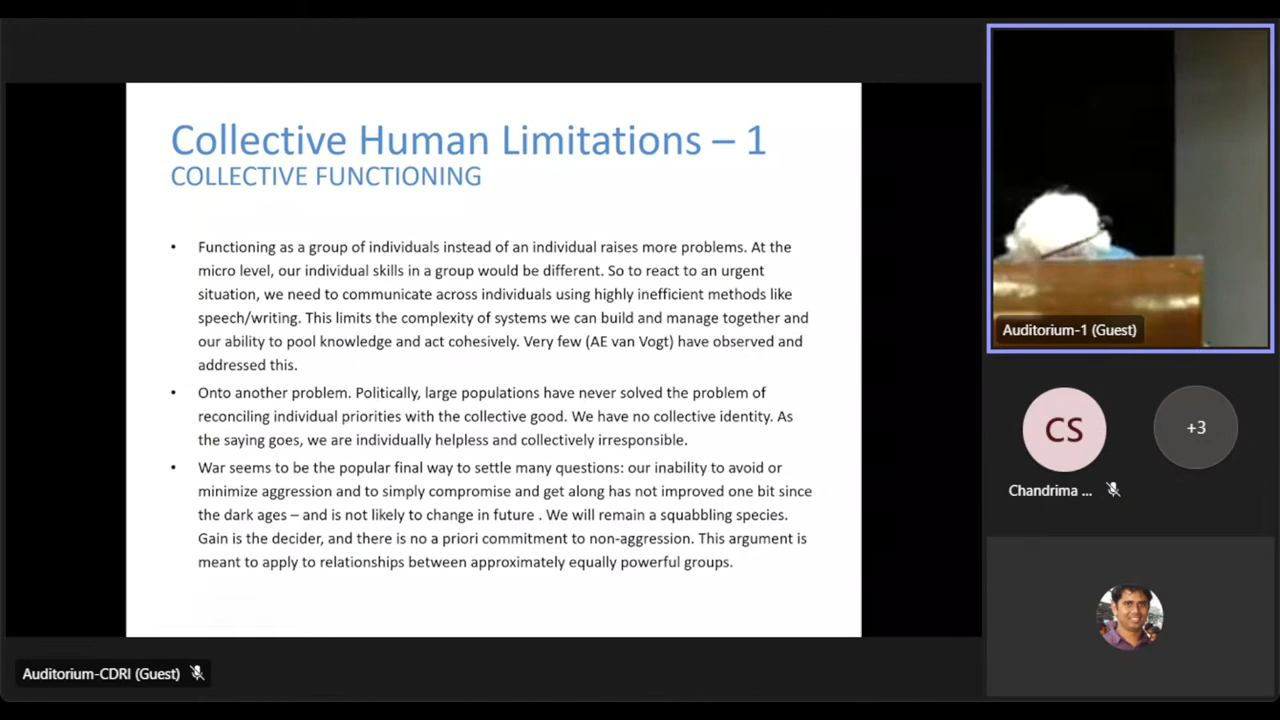 Collective Human Limitations – 1
COLLECTIVE FUNCTIONING
• Functioning as a group of individuals instead of an individual raises more problems. At the
micro level, our individual skills in a group would be different. So to react to an urgent
situation, we need to communicate across individuals using highly inefficient methods like
speech/writing. This limits the complexity of systems we can build and manage together and
our ability to pool knowledge and act cohesively. Very few (AE van Vogt) have observed and
addressed this.
• Onto another problem. Politically, large populations have never solved the problem of
reconciling individual priorities with the collective good. We have no collective identity. As
the saying goes, we are individually helpless and collectively irresponsible.
• War seems to be the popular final way to settle many questions: our inability to avoid or
minimize aggression and to simply compromise and get along has not improved one bit since
the dark ages – and is not likely to change in future . We will remain a squabbling species.
Gain is the decider, and there is no a priori commitment to non-aggression. This argument is
meant to apply to relationships between approximately equally powerful groups.
Auditorium-1 (Guest)
CS
+3
Chandrima ...
Auditorium-CDRI (Guest)